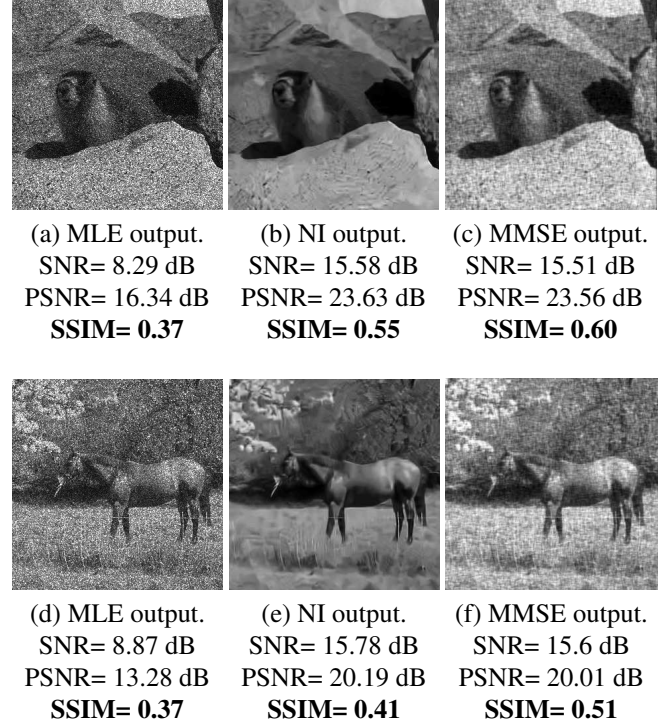 (a) MLE output.
SNR= 8.29 dB
PSNR= 16.34 dB
SSIM= 0.37
(b) NI output.
SNR= 15.58 dB
PSNR= 23.63 dB
SSIM= 0.55
(c) MMSE output.
SNR= 15.51 dB
PSNR= 23.56 dB
SSIM= 0.60
(d) MLE output.
SNR= 8.87 dB
PSNR= 13.28 dB
SSIM= 0.37
(e) NI output.
SNR= 15.78 dB
PSNR= 20.19 dB
SSIM= 0.41
(f) MMSE output.
SNR= 15.6 dB
PSNR= 20.01 dB
SSIM= 0.51